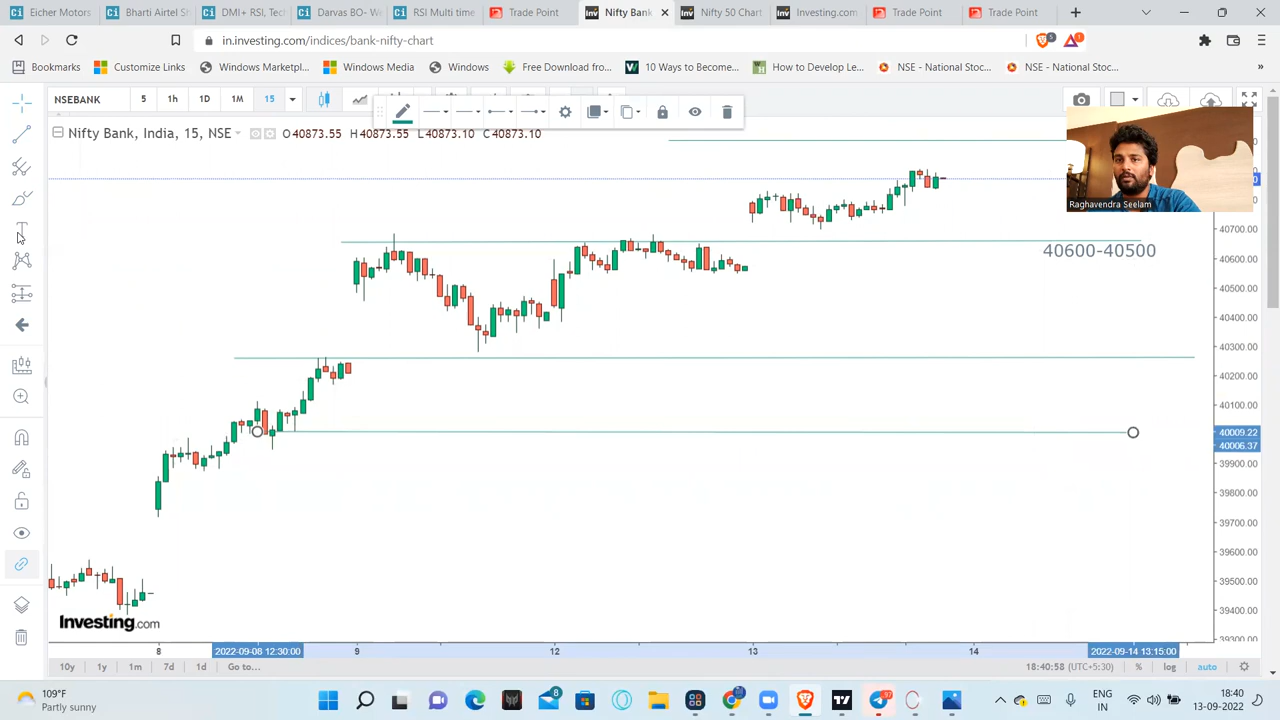 Eicher Motors
Bharti Airtel Sh
DMI+ RSI, Tech
Darvas BO- We
RSI Multi time
Trade Point
Nifty Bank
Nifty 50 Chart
Investing.com
Trade Point
Trade Point
in.investing.com/indices/bank-nifty-chart
Bookmarks
Customize Links
Windows Marketpl...
Windows Media
Windows
Free Download from...
10 Ways to Become...
How to Develop Le...
NSE - National Stoc...
NSE - National Stoc...
NSEBANK 5 1h 1D 1M 15
Nifty Bank, India, 15, NSE O40873.55 H40873.55 L40873.10 C40873.10
Raghavendra Seelam
40600-40500
40700.00
40600.00
40500.00
40400.00
40300.00
40200.00
40100.00
40009.22
40006.37
39900.00
39800.00
39700.00
39600.00
39500.00
39400.00
39300.00
Investing.com
8 2022-09-08 12:30:00 9 12 13 14 2022-09-14 13:15:00
10y 1y 1m 7d 1d Go to... 18:40:58 (UTC+5:30) % log auto
109°F
Partly sunny
ENG
IN
18:40
13-09-2022